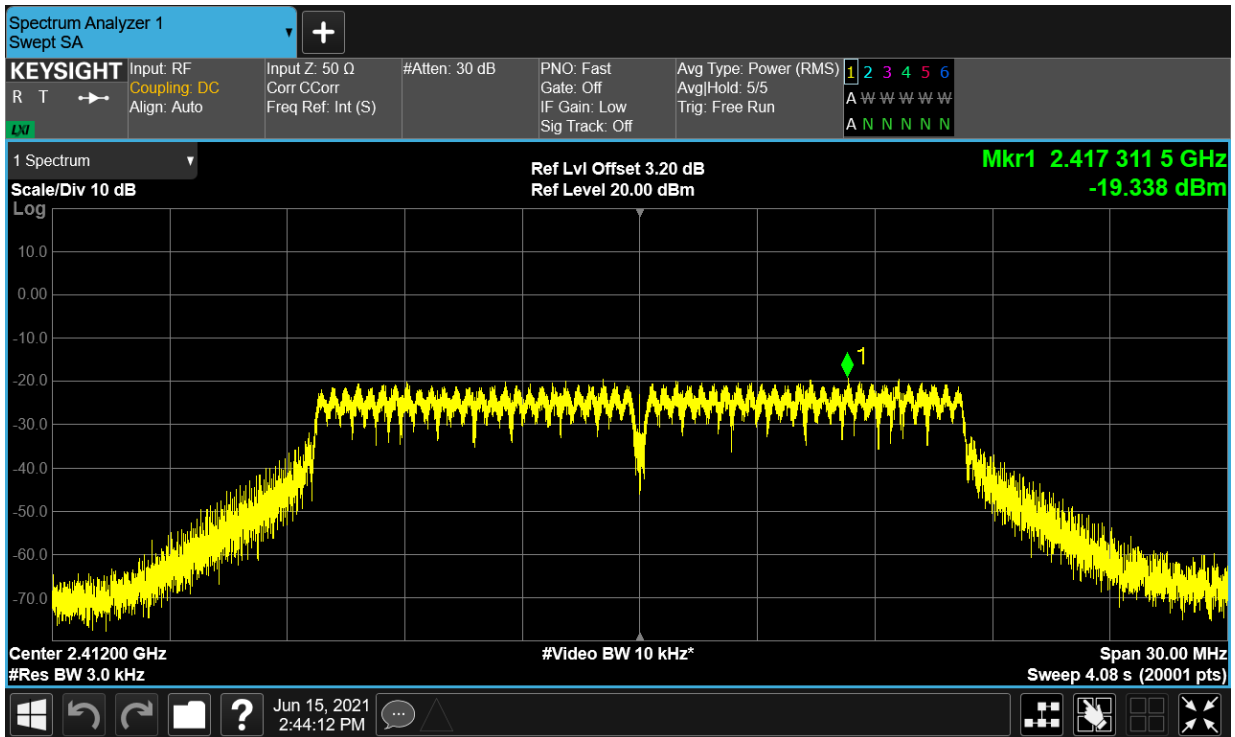 Spectrum Analyzer 1
Swept SA
KEYSIGHT
R T
LXI
Input: RF
Coupling: DC
Align: Auto
Input Z: 50 Ω
Corr CCorr
Freq Ref: Int (S)
#Atten: 30 dB
PNO: Fast
Gate: Off
IF Gain: Low
Sig Track: Off
Avg Type: Power (RMS)
Avg|Hold: 5/5
Trig: Free Run
1 2 3 4 5 6
A W W W W W
A N N N N N
1 Spectrum
Scale/Div 10 dB
Log
Ref Lvl Offset 3.20 dB
Ref Level 20.00 dBm
Mkr1 2.417 311 5 GHz
-19.338 dBm
10.0
0.00
-10.0
1
-20.0
-30.0
-40.0
-50.0
-60.0
-70.0
Center 2.41200 GHz
#Res BW 3.0 kHz
#Video BW 10 kHz*
Span 30.00 MHz
Sweep 4.08 s (20001 pts)
?
Jun 15, 2021
2:44:12 PM